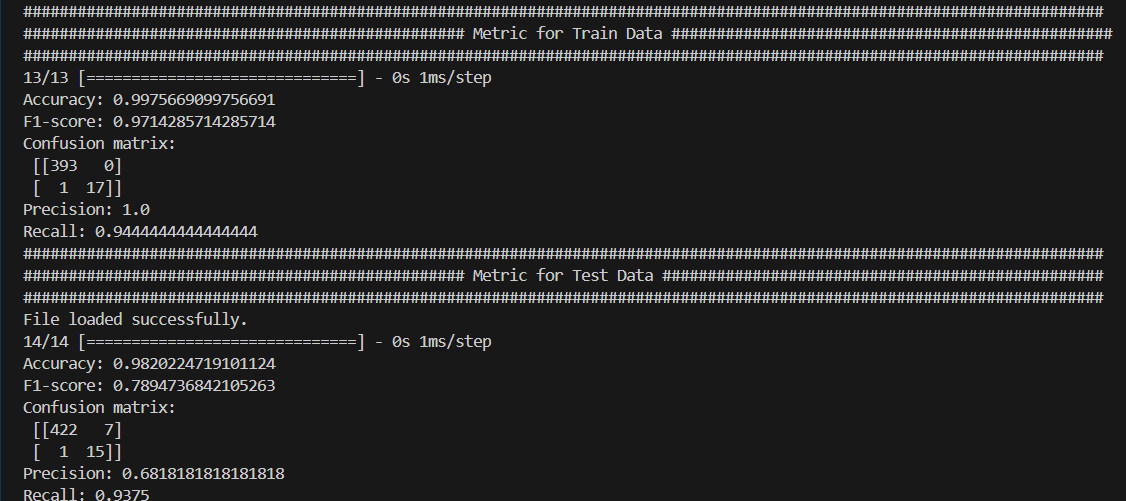 ########################################################################################################################
################################################# Metric for Train Data #################################################
########################################################################################################################
13/13 [==============================] - 0s 1ms/step
Accuracy: 0.9975669099756691
F1-score: 0.9714285714285714
Confusion matrix:
 [[393   0]
 [  1  17]]
Precision: 1.0
Recall: 0.9444444444444444
########################################################################################################################
################################################# Metric for Test Data #################################################
########################################################################################################################
File loaded successfully.
14/14 [==============================] - 0s 1ms/step
Accuracy: 0.9820224719101124
F1-score: 0.7894736842105263
Confusion matrix:
 [[422   7]
 [  1  15]]
Precision: 0.6818181818181818
Recall: 0.9375